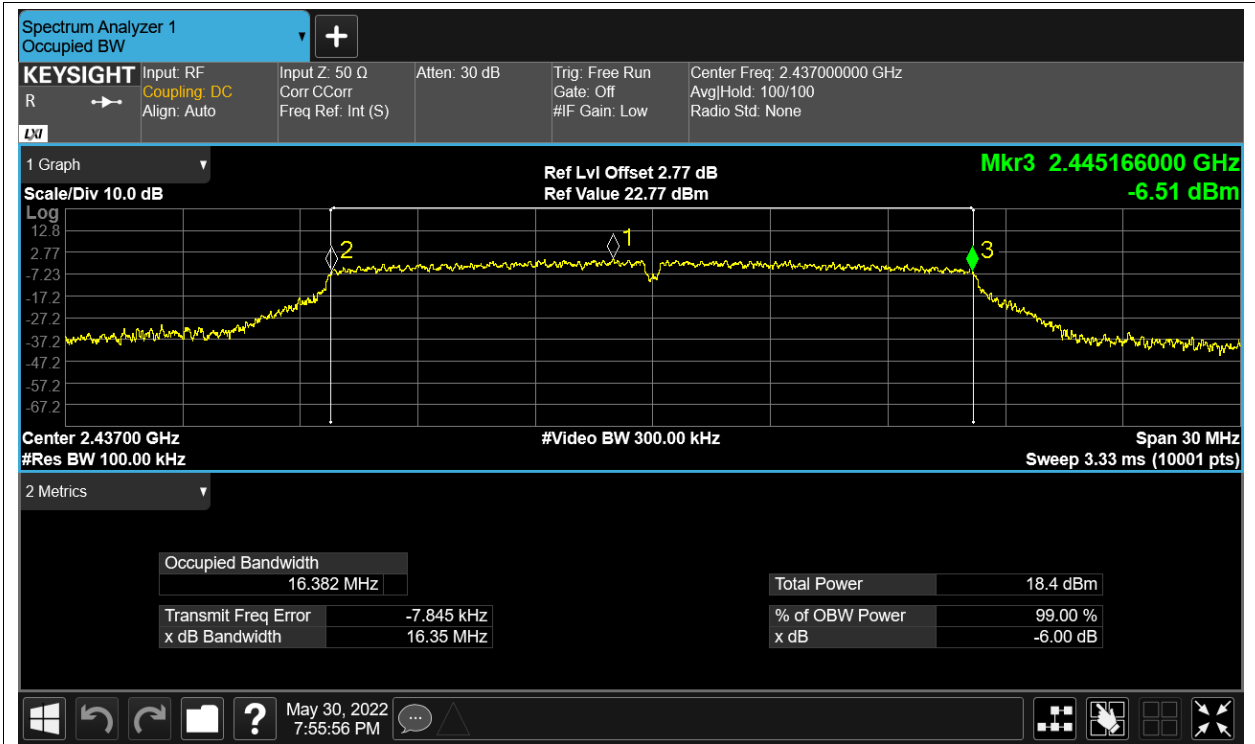 Spectrum Analyzer 1
Occupied BW
KEYSIGHT
R
LXI
Input: RF
Coupling: DC
Align: Auto
Input Z: 50 Ω
Corr CCorr
Freq Ref: Int (S)
Atten: 30 dB
Trig: Free Run
Gate: Off
#IF Gain: Low
Center Freq: 2.437000000 GHz
Avg|Hold: 100/100
Radio Std: None
1 Graph
Scale/Div 10.0 dB
Ref Lvl Offset 2.77 dB
Ref Value 22.77 dBm
Mkr3 2.445166000 GHz
-6.51 dBm
Log
12.8
2.77
-7.23
-17.2
-27.2
-37.2
-47.2
-57.2
-67.2
2
1
3
Center 2.43700 GHz
#Res BW 100.00 kHz
#Video BW 300.00 kHz
Span 30 MHz
Sweep 3.33 ms (10001 pts)
2 Metrics
Occupied Bandwidth
16.382 MHz
Transmit Freq Error -7.845 kHz
x dB Bandwidth 16.35 MHz
Total Power 18.4 dBm
% of OBW Power 99.00 %
x dB -6.00 dB
?
May 30, 2022
7:55:56 PM